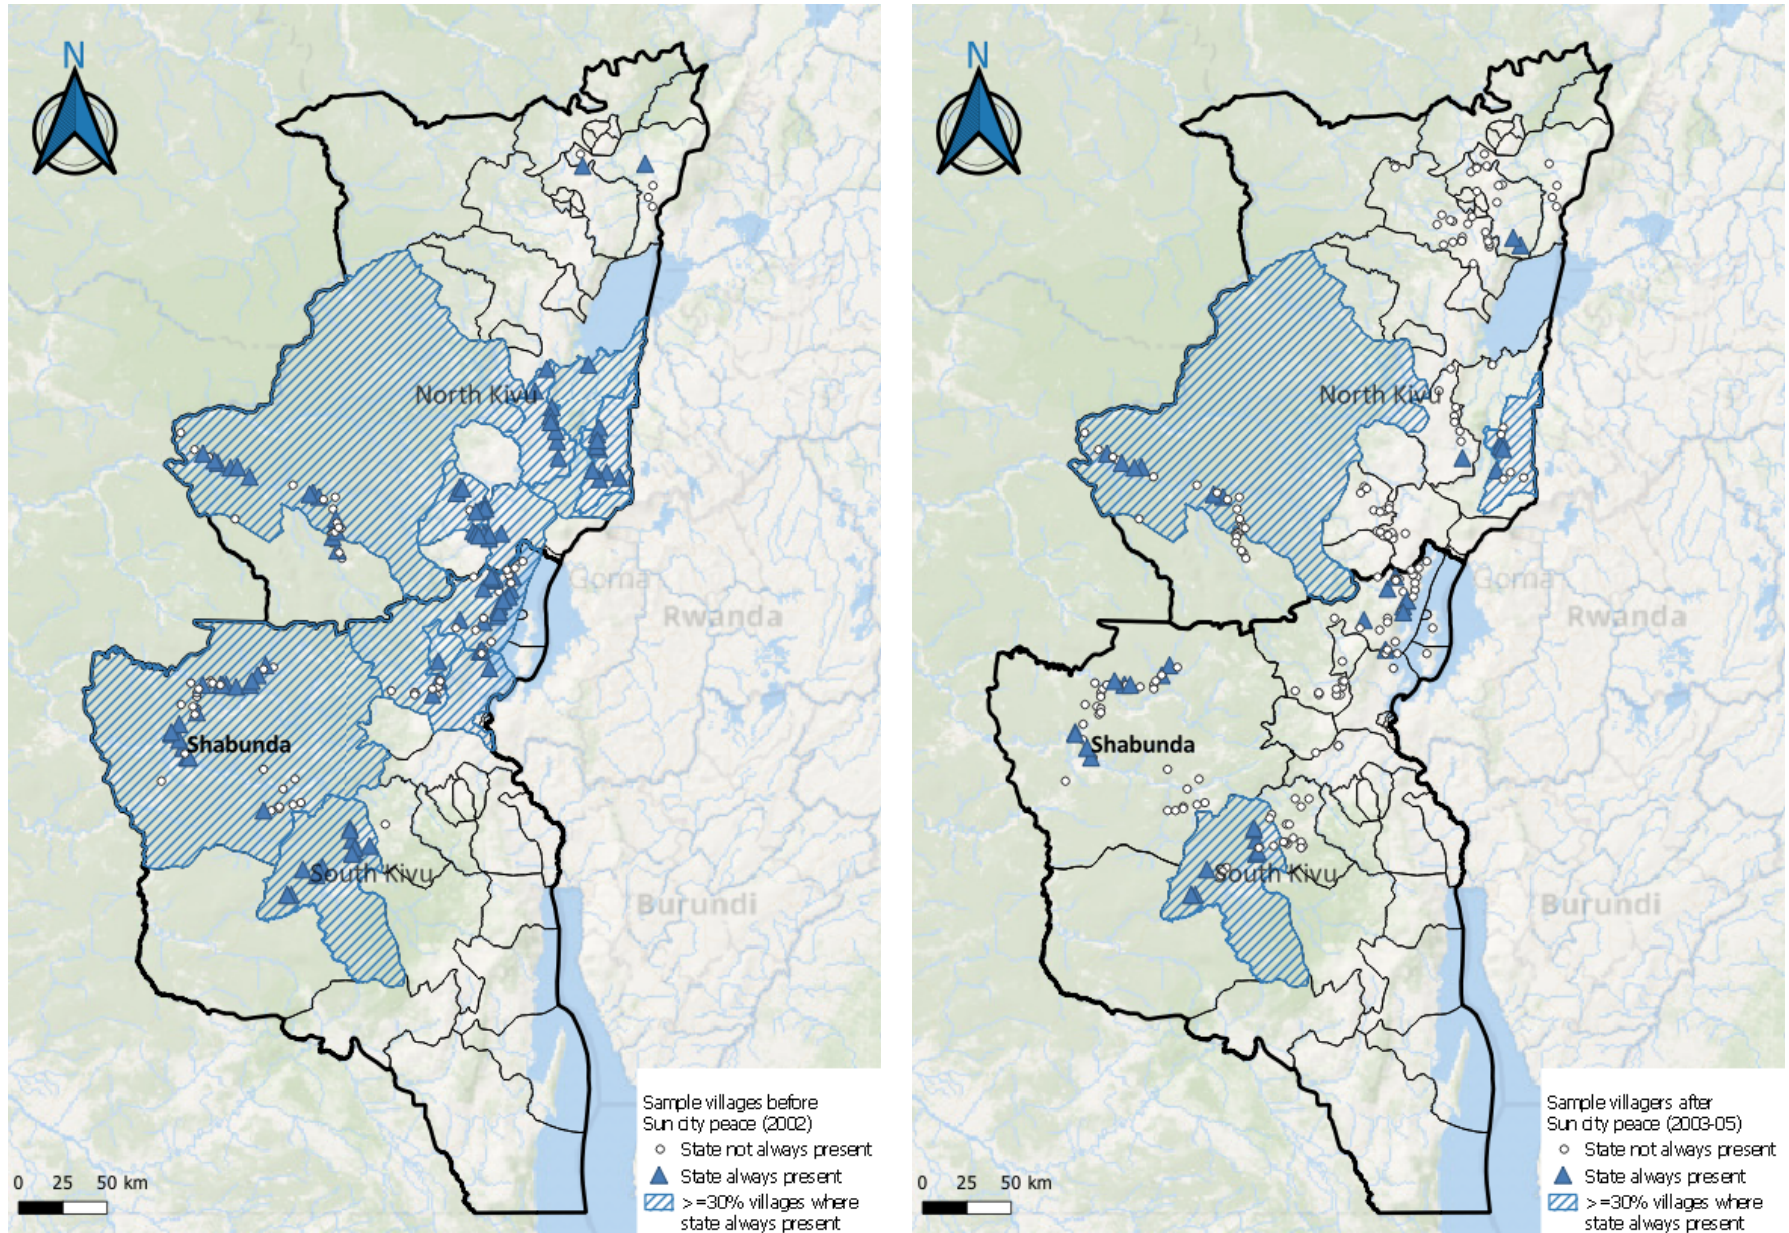 N
North Kivu
Goma
Rwanda
Shabunda
South Kivu
Burundi
Sample villages before
Sun city peace (2002)
State not always present
State always present
>=30% villages where
state always present
0 25 50 km
N
North Kivu
Goma
Rwanda
Shabunda
South Kivu
Burundi
Sample villagers after
Sun city peace (2003-05)
State not always present
State always present
>=30% villages where
state always present
0 25 50 km